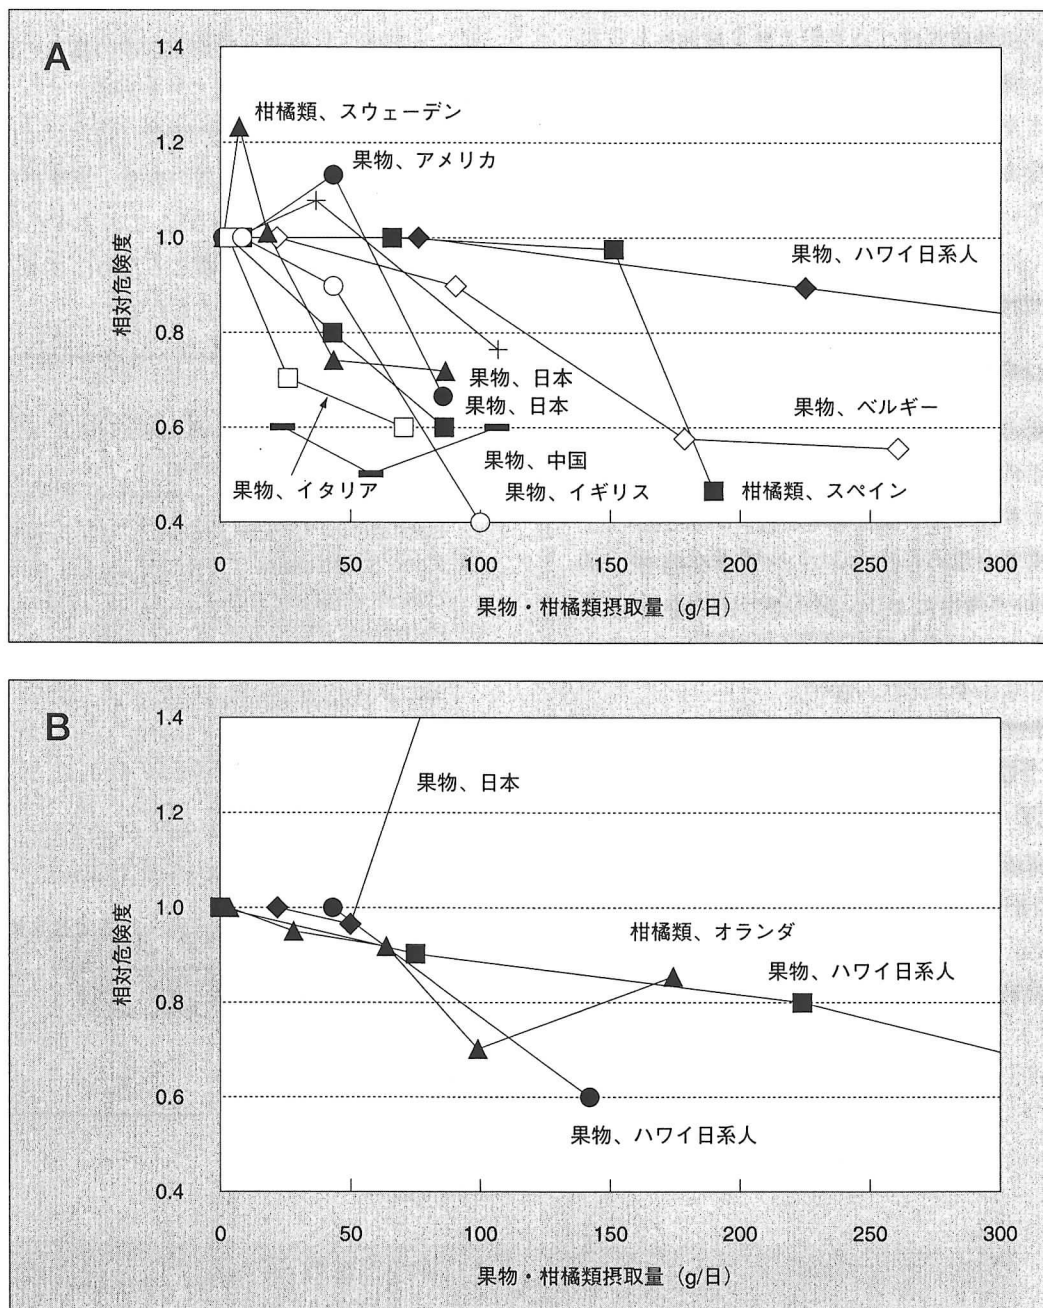 A
1.4
1.2
1.0
0.8
0.6
0.4
相対危険度
柑橘類、スウェーデン
果物、アメリカ
果物、ハワイ日系人
果物、日本
果物、日本
果物、ベルギー
果物、中国
果物、イタリア
果物、イギリス
柑橘類、スペイン
0 50 100 150 200 250 300
果物・柑橘類摂取量(g/日)
B
1.4
1.2
1.0
0.8
0.6
0.4
相対危険度
果物、日本
柑橘類、オランダ
果物、ハワイ日系人
果物、ハワイ日系人
0 50 100 150 200 250 300
果物・柑橘類摂取量(g/日)